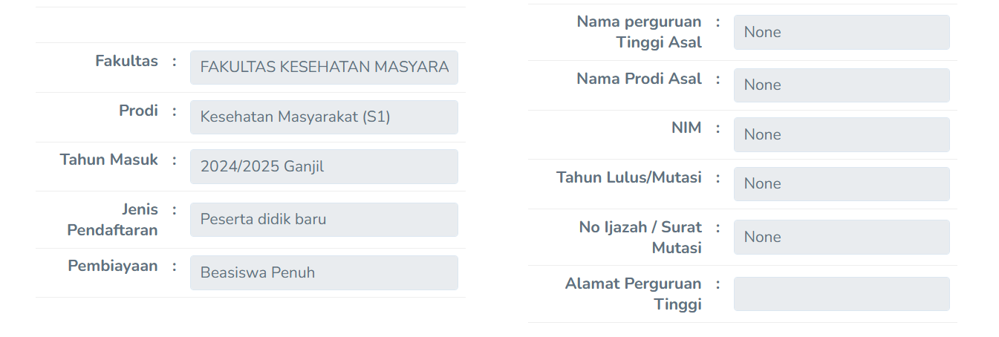 Fakultas : FAKULTAS KESEHATAN MASYARA
Prodi : Kesehatan Masyarakat (S1)
Tahun Masuk : 2024/2025 Ganjil
Jenis
Pendaftaran : Peserta didik baru
Pembiayaan : Beasiswa Penuh
Nama perguruan
Tinggi Asal : None
Nama Prodi Asal : None
NIM : None
Tahun Lulus/Mutasi : None
No Ijazah / Surat
Mutasi : None
Alamat Perguruan
Tinggi :